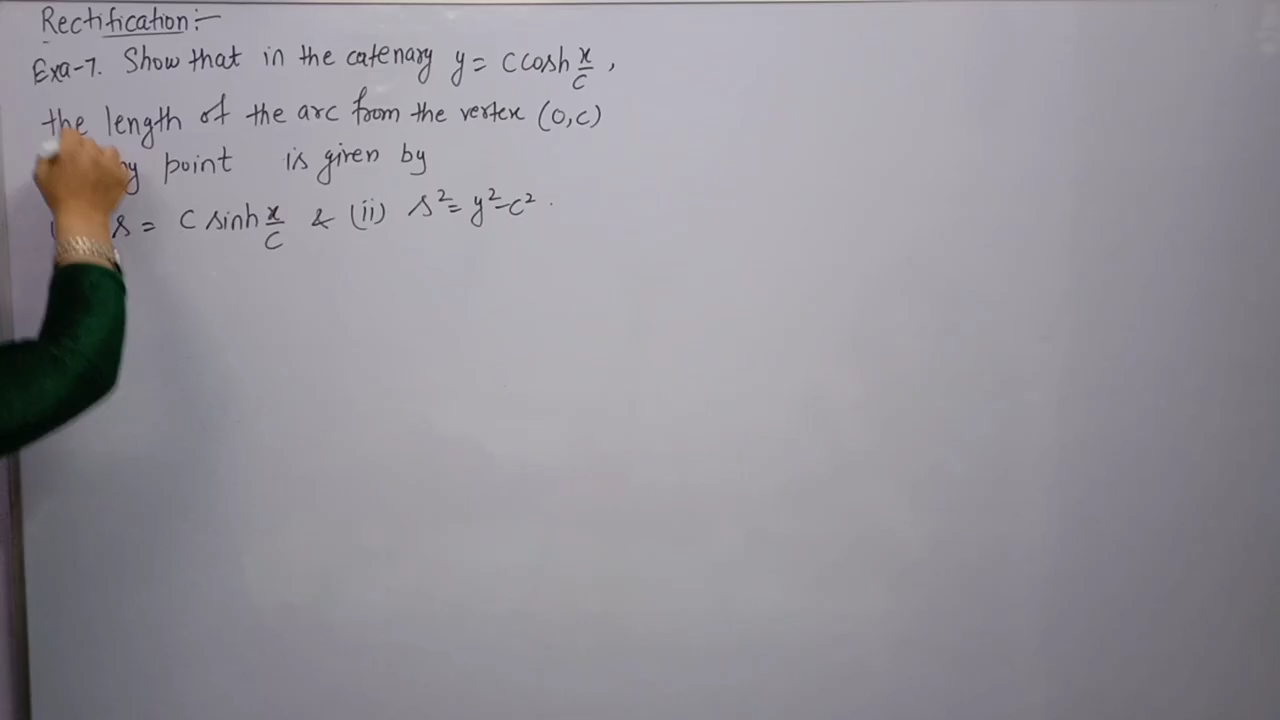 Rectification:-
Exa-7. Show that in the catenary y = c cosh x/c ,
the length of the arc from the vertex (0,c)
point is given by
s = c sinh x/c & (ii) s² = y²-c² .